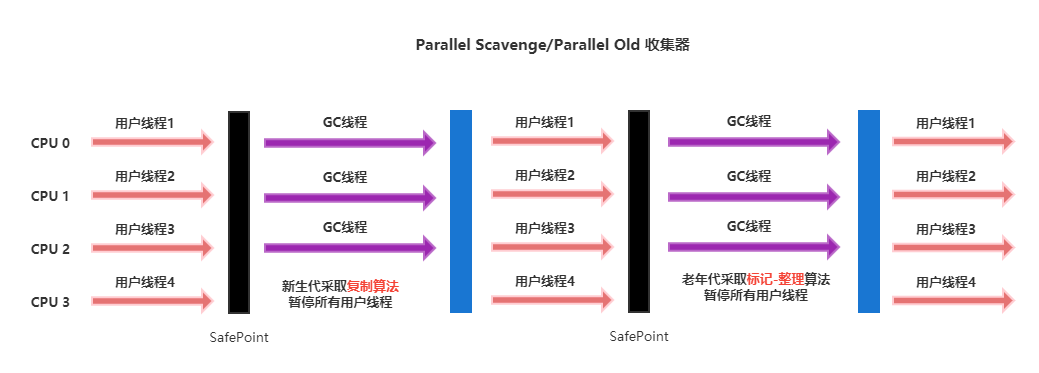 Parallel Scavenge/Parallel Old 收集器
用户线程1
GC线程
用户线程1
GC线程
用户线程1
CPU 0
用户线程2
GC线程
用户线程2
GC线程
用户线程2
CPU 1
用户线程3
GC线程
用户线程3
GC线程
用户线程3
CPU 2
用户线程4
新生代采取复制算法
暂停所有用户线程
用户线程4
老年代采取标记-整理算法
暂停所有用户线程
用户线程4
CPU 3
SafePoint
SafePoint